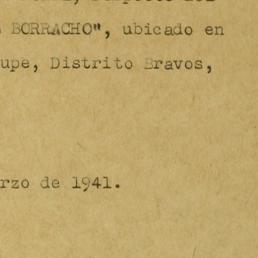 BORRACHO", ubicado en
upe, Distrito Bravos,
rzo de 1941.